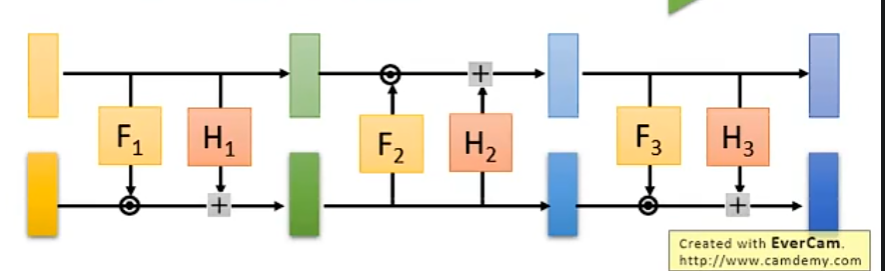 F1 H1 F2 H2 F3 H3
+ + +
Created with EverCam.
http://www.camdemy.com